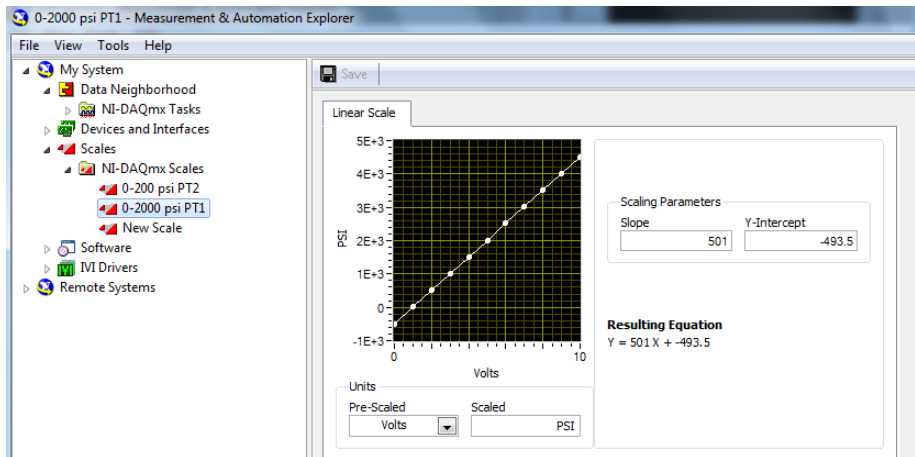 0-2000 psi PT1 - Measurement & Automation Explorer
File View Tools Help
My System
Data Neighborhood
NI-DAQmx Tasks
Devices and Interfaces
Scales
NI-DAQmx Scales
0-200 psi PT2
0-2000 psi PT1
New Scale
Software
IVI Drivers
Remote Systems
Save
Linear Scale
5E+3
4E+3
3E+3
2E+3
1E+3
0
-1E+3
PSI
0 10
Volts
Units
Pre-Scaled Scaled
Volts PSI
Scaling Parameters
Slope Y-Intercept
501 -493.5
Resulting Equation
Y = 501X + -493.5